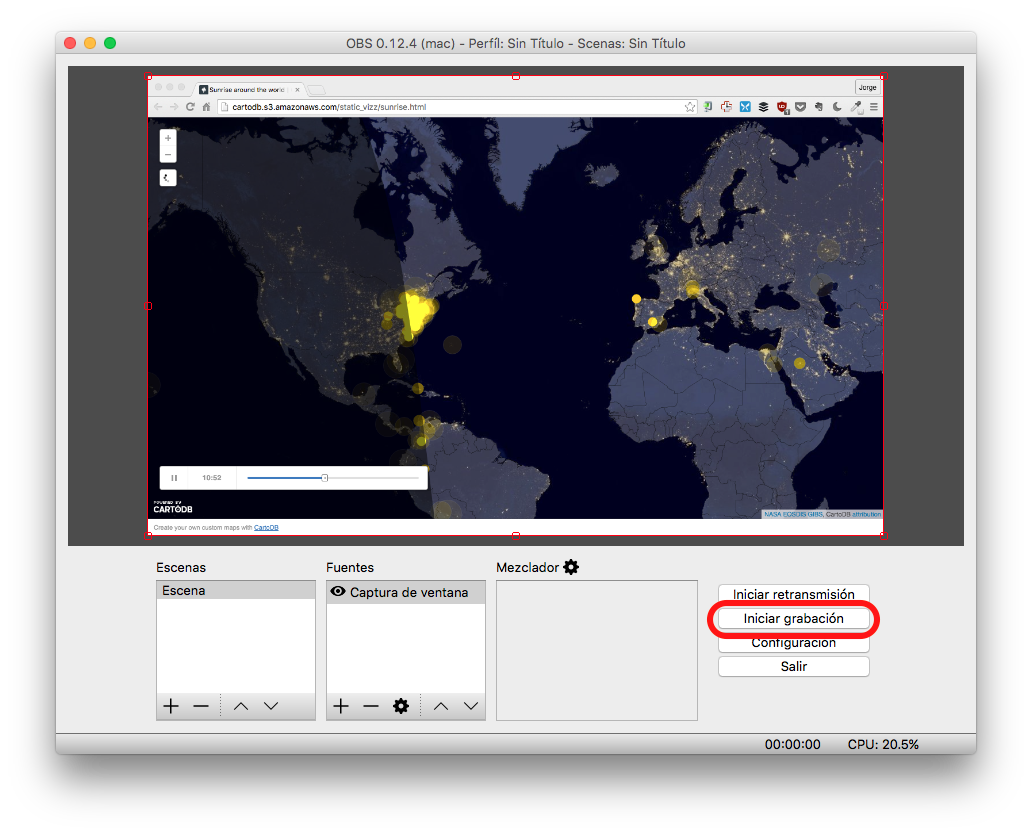 OBS 0.12.4 (mac) - Perfíl: Sin Título - Scenas: Sin Título
Sunrise around the world
Jorge
cartodb.s3.amazonaws.com/static_vizz/sunrise.html
10:52
POWERED BY
CARTODB
NASA EOSDIS GIBS, CartoDB attribution
Create your own custom maps with CartoDB
Escenas
Fuentes
Mezclador
Escena
Captura de ventana
Iniciar retransmisión
Iniciar grabación
Configuración
Salir
00:00:00
CPU: 20.5%